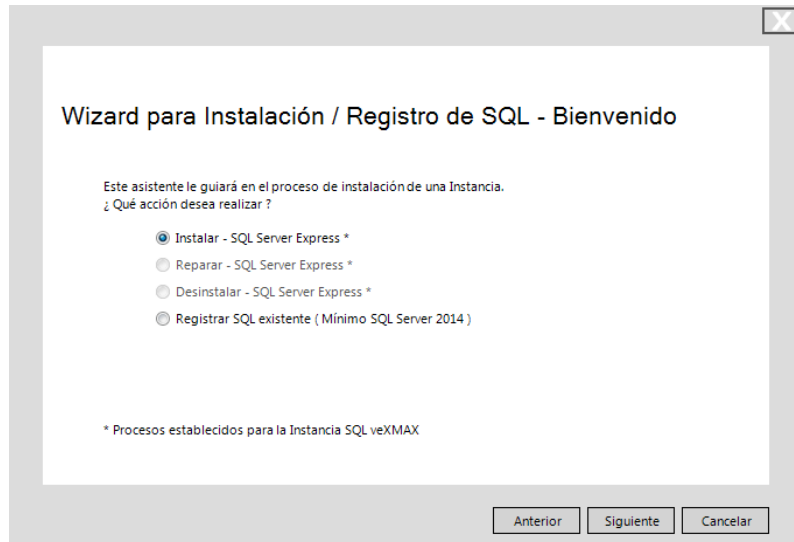 X
Wizard para Instalación / Registro de SQL - Bienvenido
Este asistente le guiará en el proceso de instalación de una Instancia.
¿ Qué acción desea realizar ?
Instalar - SQL Server Express *
Reparar - SQL Server Express *
Desinstalar - SQL Server Express *
Registrar SQL existente ( Mínimo SQL Server 2014 )
* Procesos establecidos para la Instancia SQL veXMAX
Anterior Siguiente Cancelar